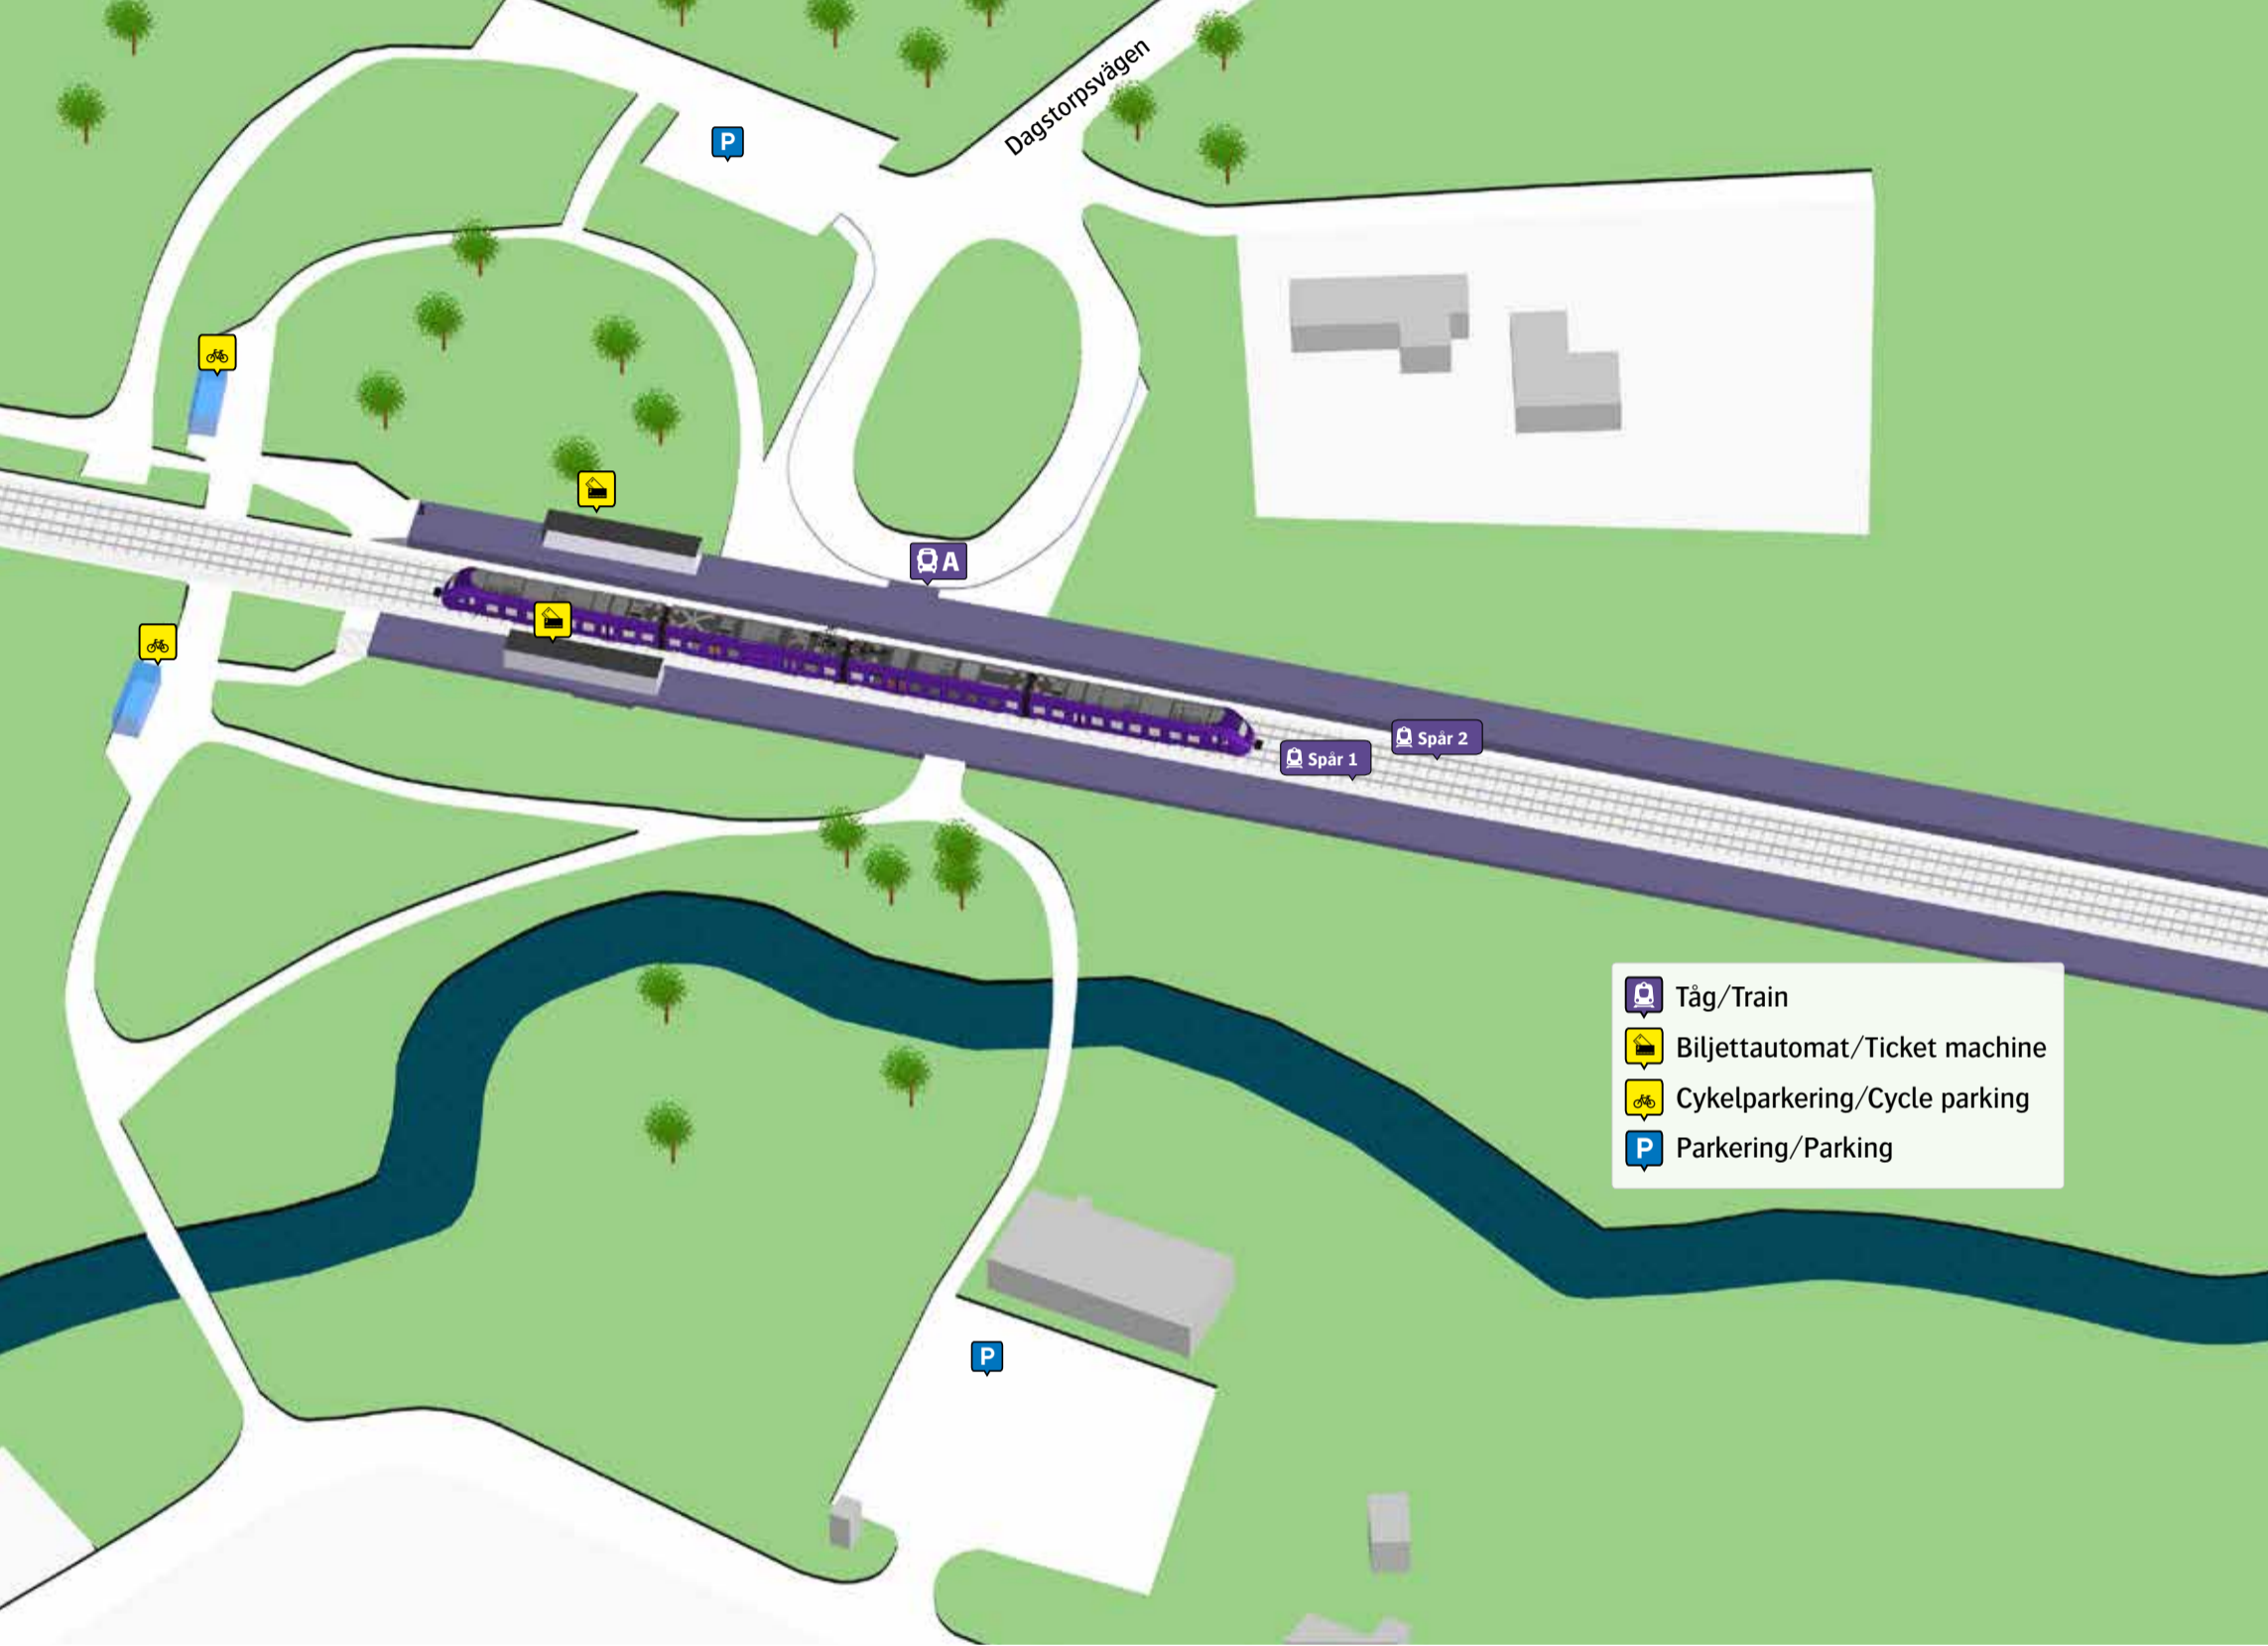 Dagstorpsvägen
P
A
Spår 2
Spår 1
Tåg/Train
Biljettautomat/Ticket machine
Cykelparkering/Cycle parking
P Parkering/Parking
P